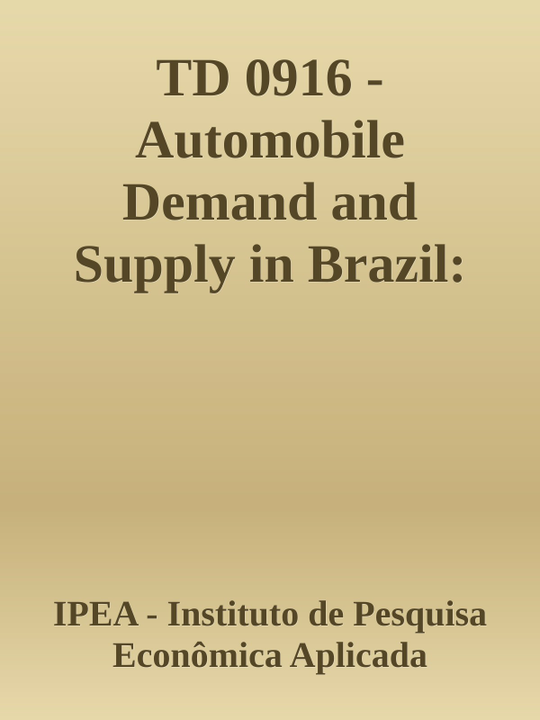 TD 0916 -
Automobile
Demand and
Supply in Brazil:
IPEA - Instituto de Pesquisa
Econômica Aplicada